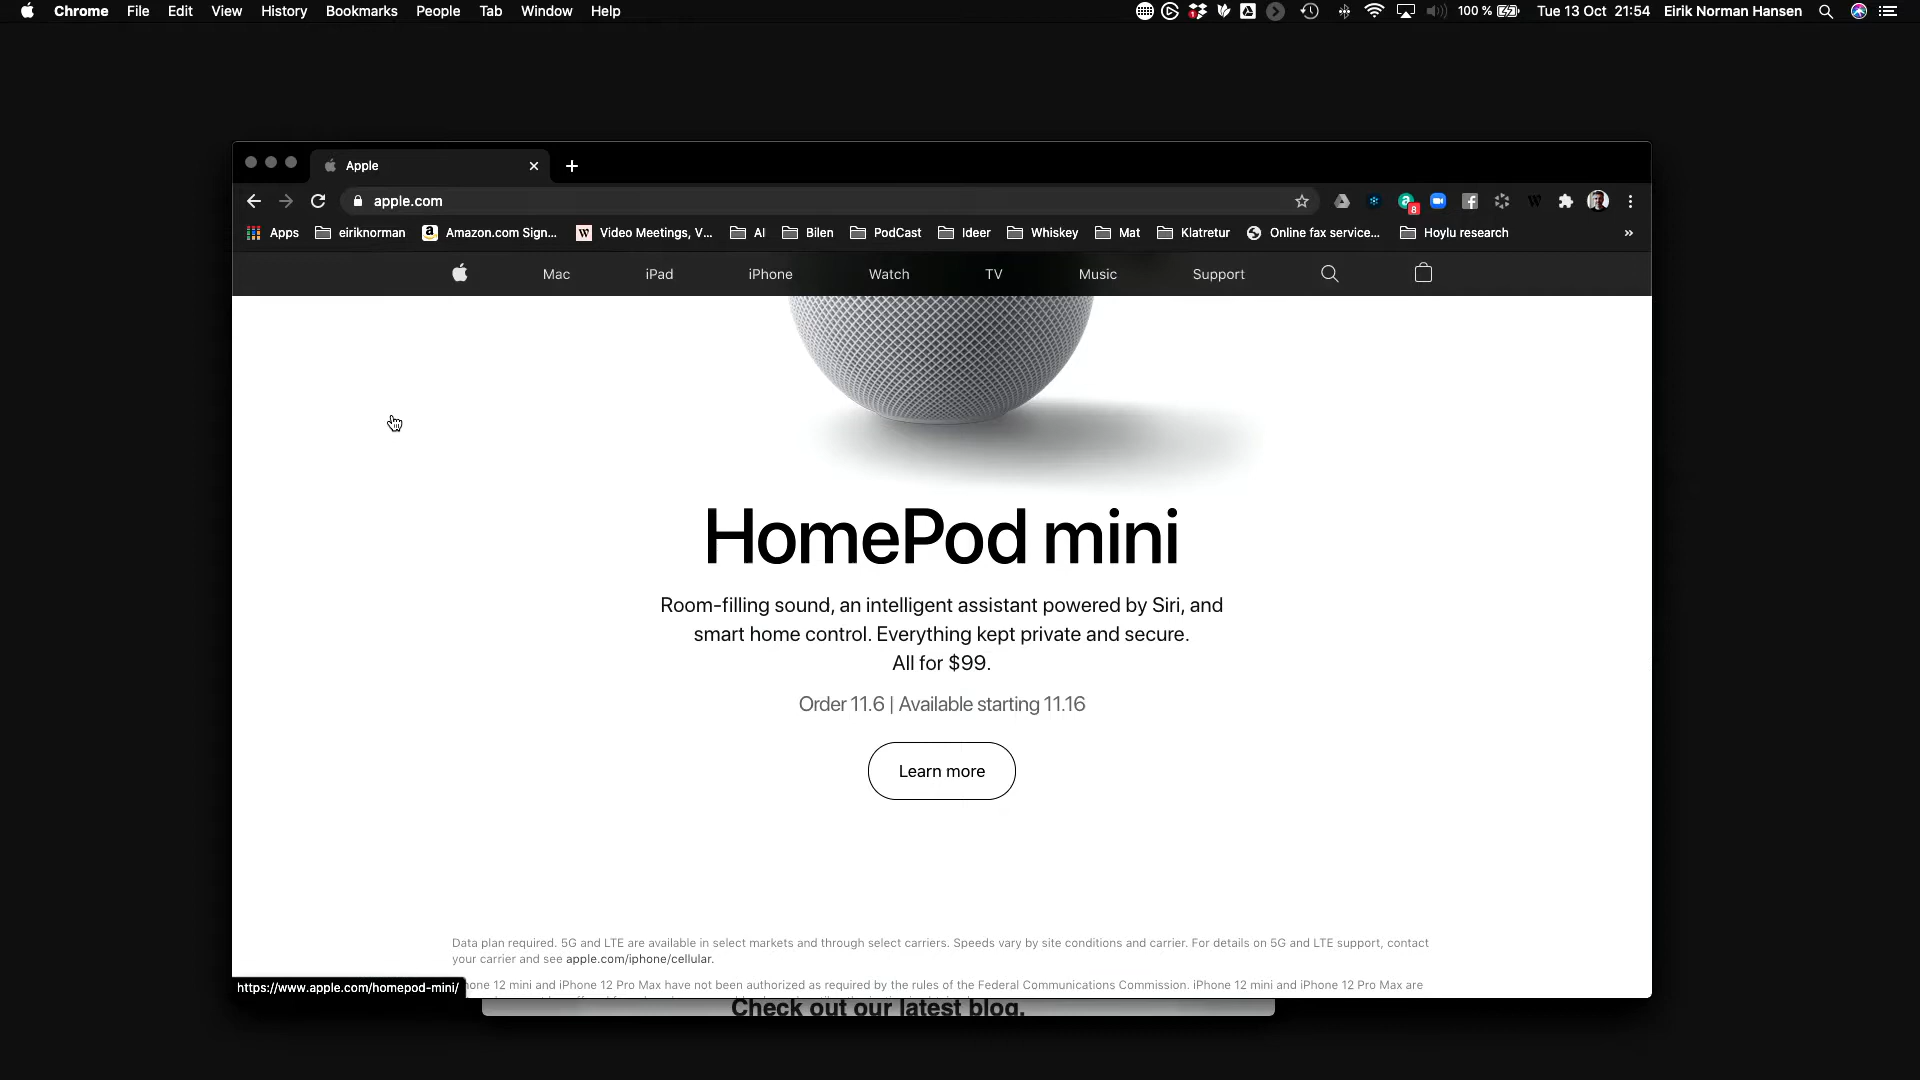 Chrome File Edit View History Bookmarks People Tab Window Help
100 % Tue 13 Oct 21:54 Eirik Norman Hansen
Apple
apple.com
8
Apps eiriknorman Amazon.com Sign... Video Meetings, V... AI Bilen PodCast Ideer Whiskey Mat Klatretur Online fax service... Hoylu research »
Mac iPad iPhone Watch TV Music Support
HomePod mini
Room-filling sound, an intelligent assistant powered by Siri, and
smart home control. Everything kept private and secure.
All for $99.
Order 11.6 | Available starting 11.16
Learn more
Data plan required. 5G and LTE are available in select markets and through select carriers. Speeds vary by site conditions and carrier. For details on 5G and LTE support, contact
your carrier and see apple.com/iphone/cellular.
https://www.apple.com/homepod-mini/
hone 12 mini and iPhone 12 Pro Max have not been authorized as required by the rules of the Federal Communications Commission. iPhone 12 mini and iPhone 12 Pro Max are
Check out our latest blog.